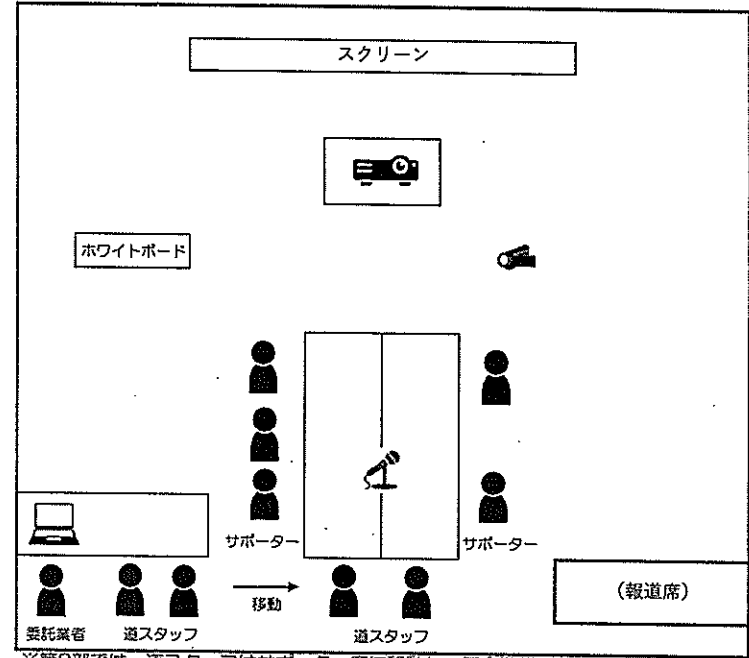 スクリーン
ホワイトボード
サポーター
サポーター
移動
(報道席)
委託業者
道スタッフ
道スタッフ